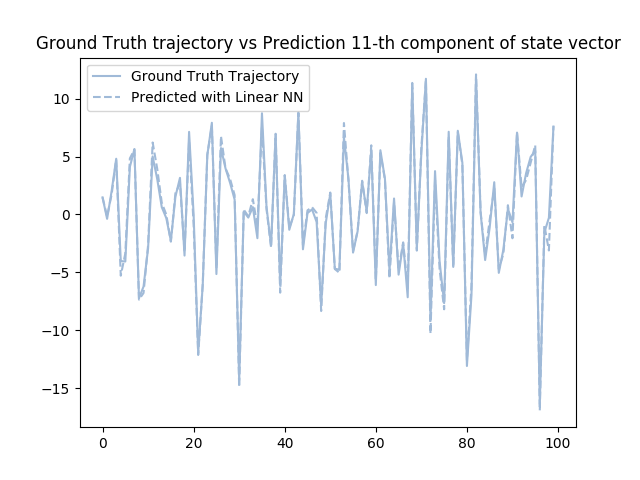 Ground Truth trajectory vs Prediction 11-th component of state vector
Ground Truth Trajectory
Predicted with Linear NN
10
5
0
−5
−10
−15
0 20 40 60 80 100